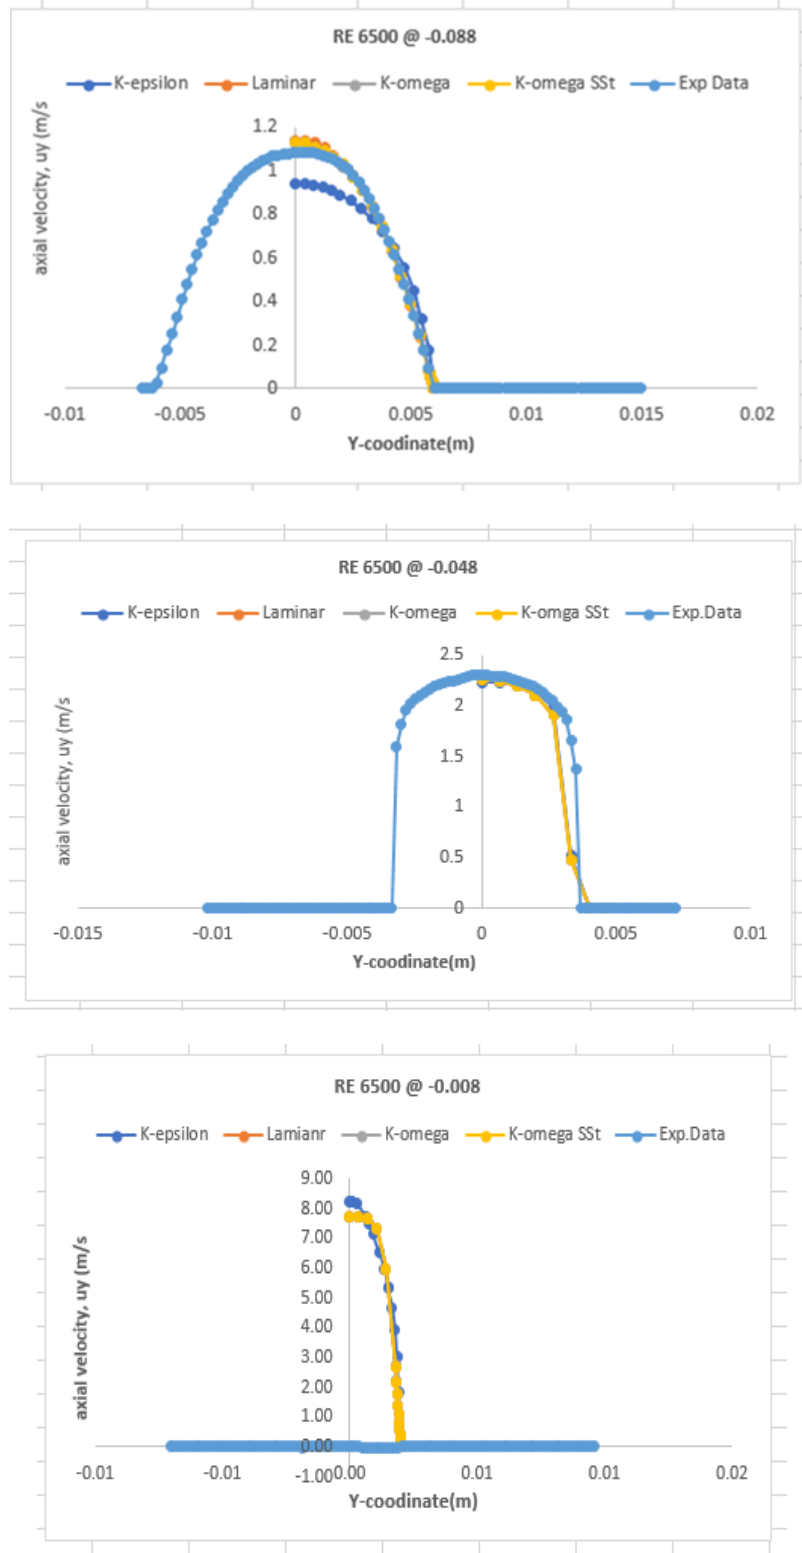 RE 6500 @ -0.088
K-epsilon Laminar K-omega K-omega SSt Exp Data
axial velocity, uy (m/s
1.2
1
0.8
0.6
0.4
0.2
0
-0.01 -0.005 0 0.005 0.01 0.015 0.02
Y-coodinate(m)
RE 6500 @ -0.048
K-epsilon Laminar K-omega K-omga SSt Exp.Data
axial velocity, uy (m/s
2.5
2
1.5
1
0.5
0
-0.015 -0.01 -0.005 0 0.005 0.01
Y-coodinate(m)
RE 6500 @ -0.008
K-epsilon Lamianr K-omega K-omega SSt Exp.Data
axial velocity, uy (m/s
9.00
8.00
7.00
6.00
5.00
4.00
3.00
2.00
1.00
0.00
-1.00
-0.01 -0.01 0.00 0.01 0.01 0.02
Y-coodinate(m)